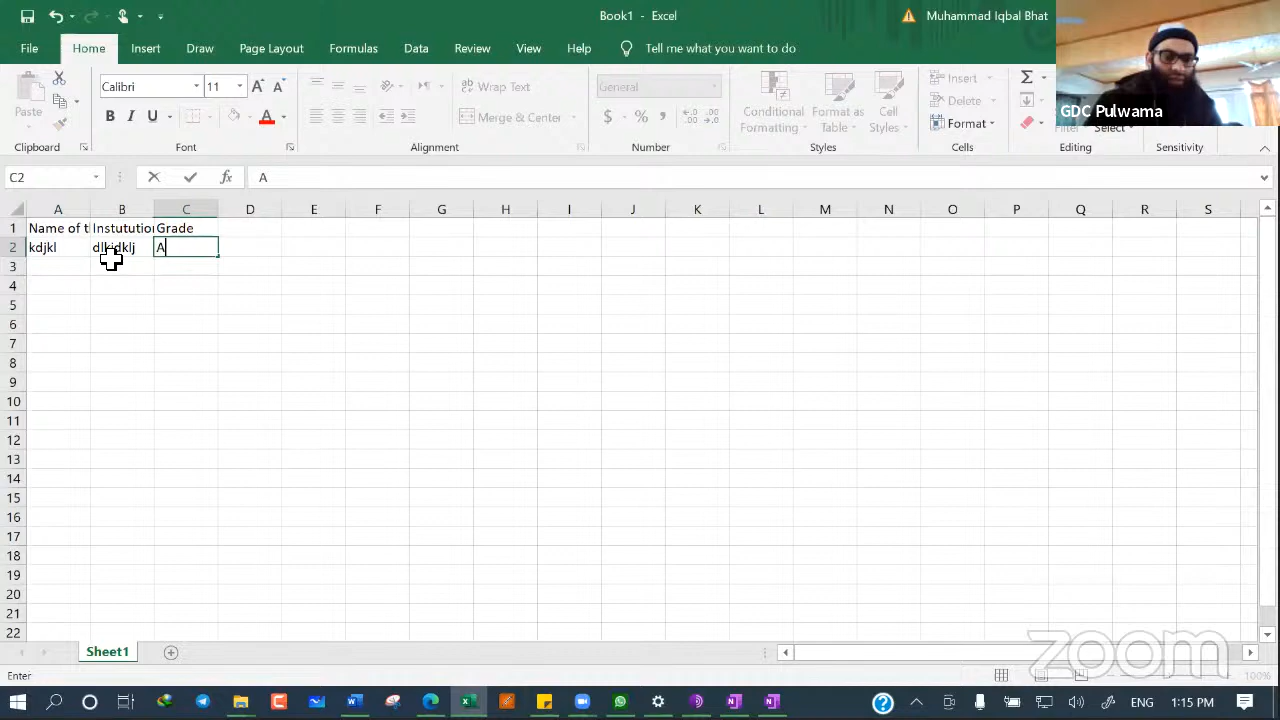 Book1 - Excel
Muhammad Iqbal Bhat
File Home Insert Draw Page Layout Formulas Data Review View Help Tell me what you want to do
GDC Pulwama
Paste
Calibri 11
B I U
Wrap Text
Merge & Center
General
$ % ,
Conditional Formatting
Format as Table
Cell Styles
Insert
Delete
Format
Filter
Select
Clipboard Font Alignment Number Styles Cells Editing Sensitivity
C2 fx A
A B C D E F G H I J K L M N O P Q R S
1 Name of t Instutution Grade
2 kdjkl A
3
4
5
6
7
8
9
10
11
12
13
14
15
16
17
18
19
20
21
22
Sheet1
zoom
Enter 100%
ENG 1:15 PM